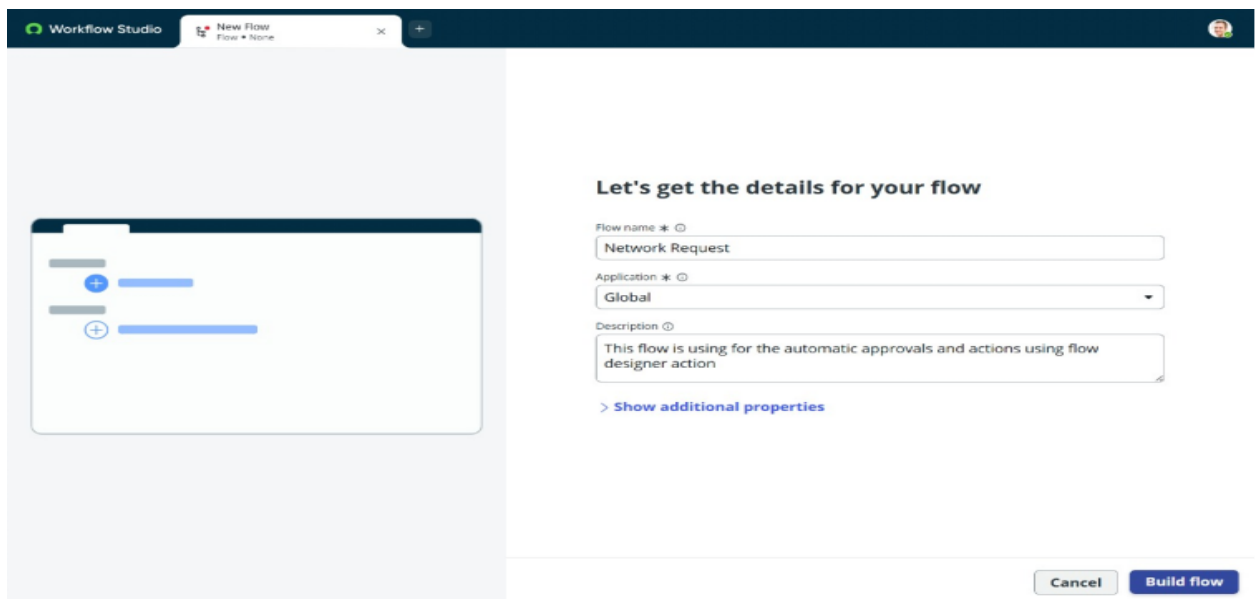 Workflow Studio
New Flow
Flow • None
Let's get the details for your flow
Flow name *
Network Request
Application *
Global
Description
This flow is using for the automatic approvals and actions using flow
designer action
> Show additional properties
Cancel
Build flow